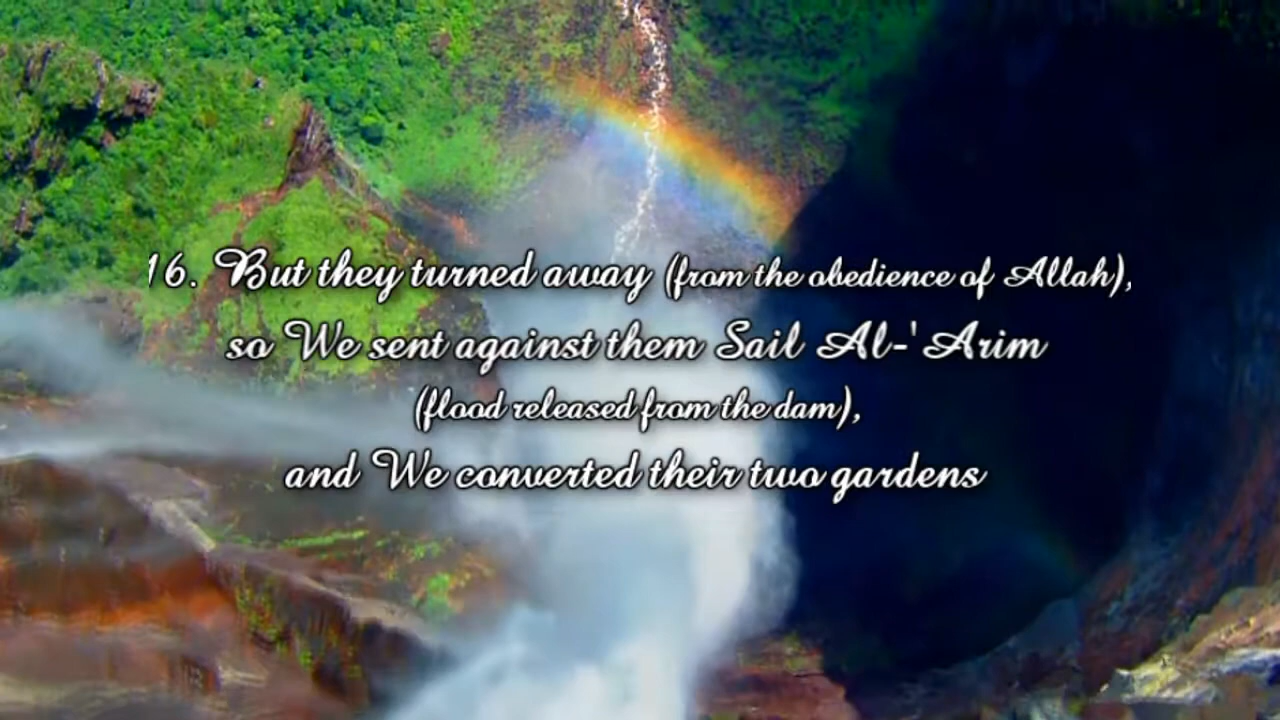 16. But they turned away (from the obedience of Allah),
so We sent against them Sail Al-'Arim
(flood released from the dam),
and We converted their two gardens